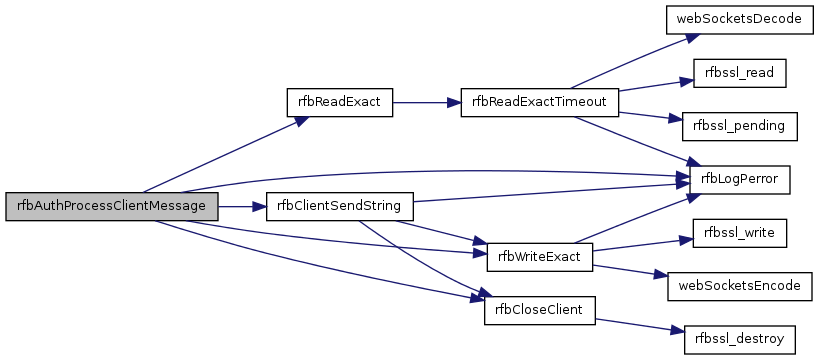 webSocketsDecode
rfbssl_read
rfbReadExact
rfbReadExactTimeout
rfbssl_pending
rfbLogPerror
rfbAuthProcessClientMessage
rfbClientSendString
rfbssl_write
rfbWriteExact
webSocketsEncode
rfbCloseClient
rfbssl_destroy